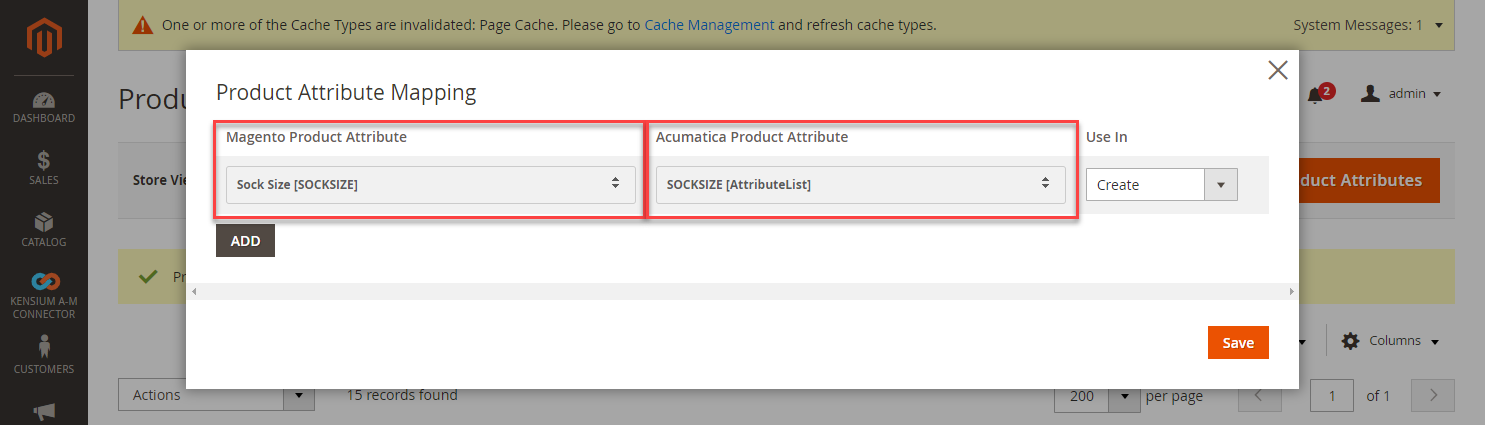 One or more of the Cache Types are invalidated: Page Cache. Please go to Cache Management and refresh cache types.
System Messages: 1
Product Attribute Mapping
2
admin
DASHBOARD
Magento Product Attribute
Acumatica Product Attribute
Use In
SALES
Store Vie
Sock Size [SOCKSIZE]
SOCKSIZE [AttributeList]
Create
duct Attributes
CATALOG
ADD
KENSIUM A-M
CONNECTOR
Save
Columns
CUSTOMERS
Actions
15 records found
200
per page
1
of 1